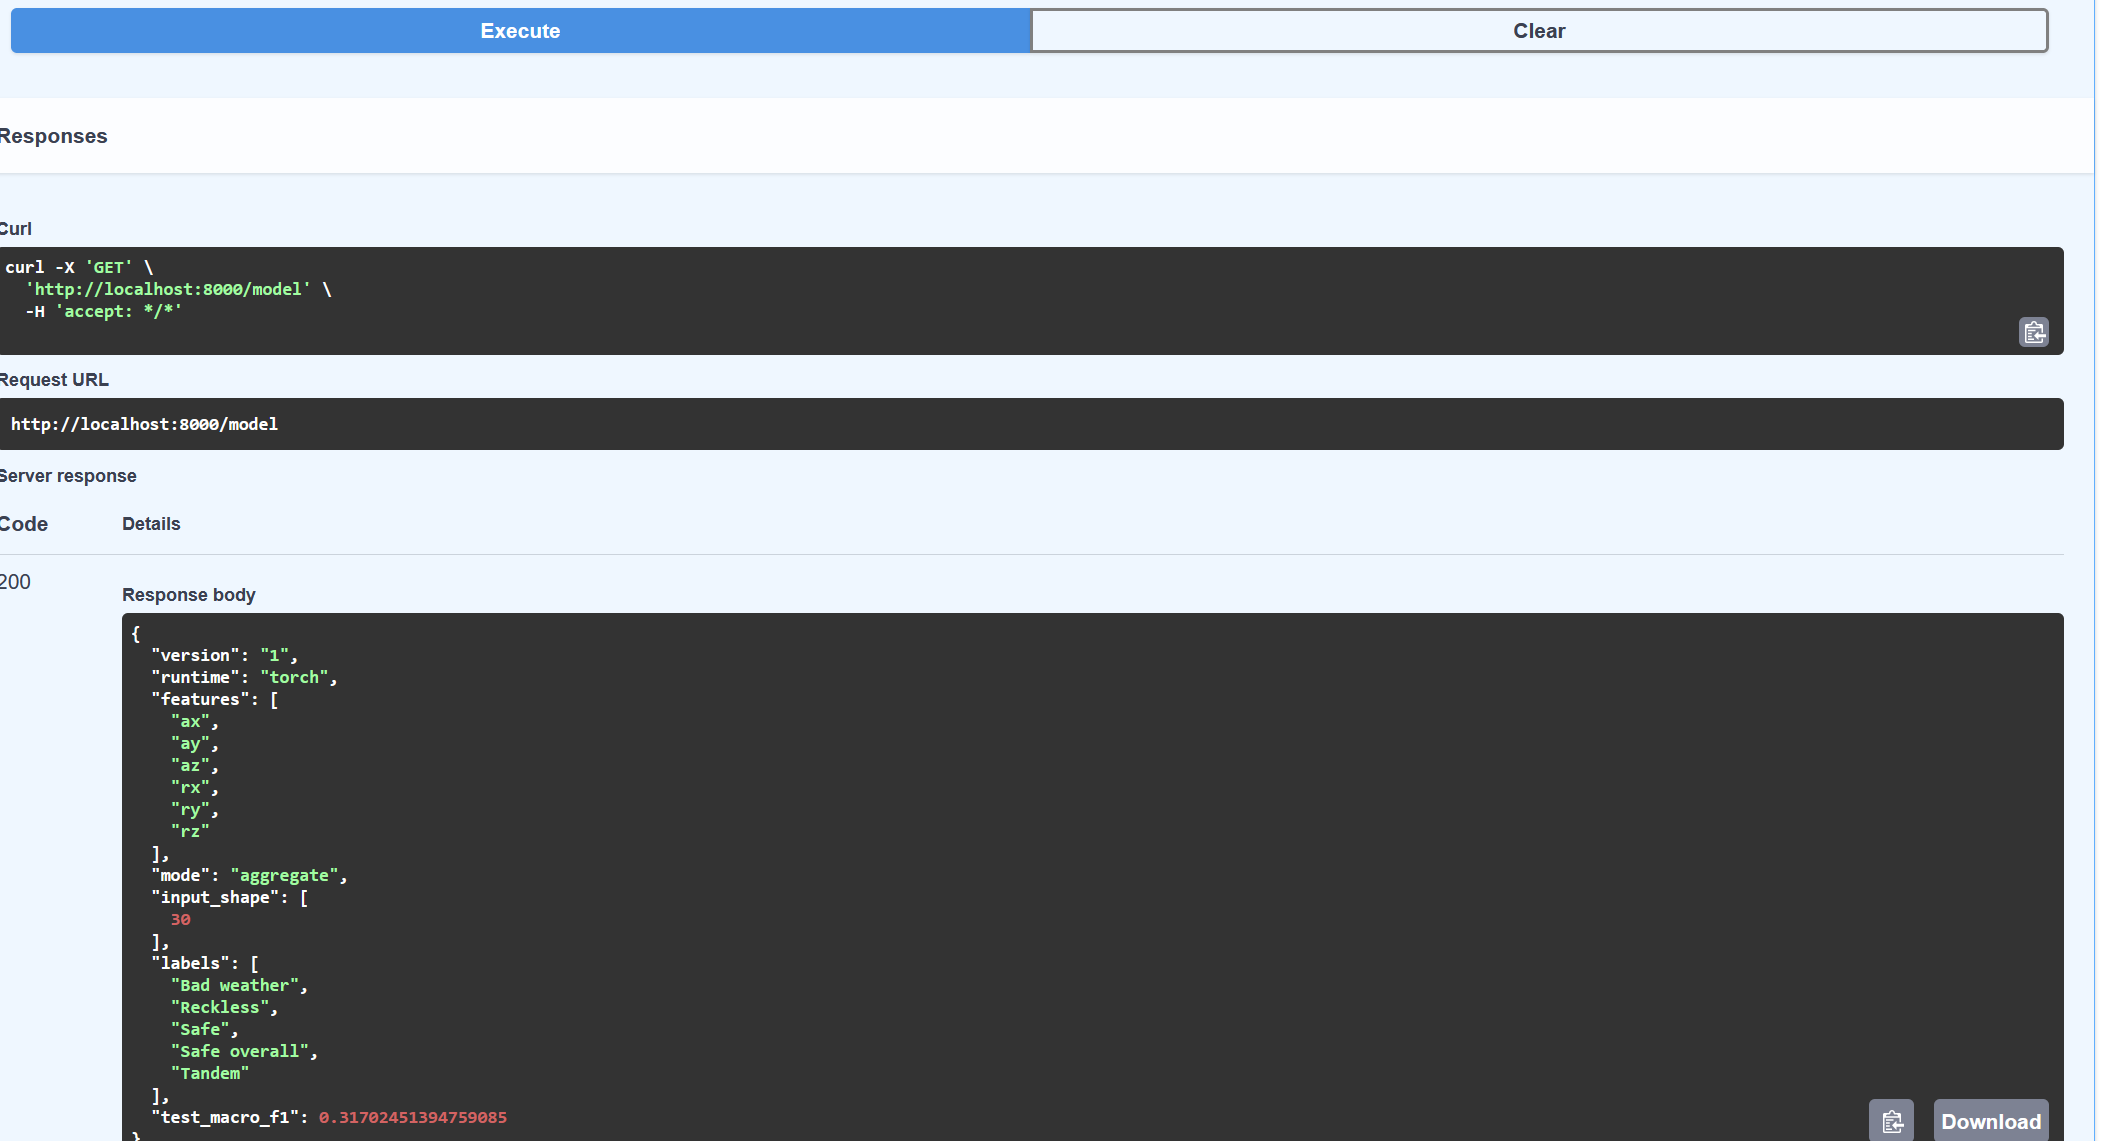 Execute
Clear
Responses
Curl
curl -X 'GET' \
  'http://localhost:8000/model' \
  -H 'accept: */*'
Request URL
http://localhost:8000/model
Server response
Code Details
200
Response body
{
  "version": "1",
  "runtime": "torch",
  "features": [
    "ax",
    "ay",
    "az",
    "rx",
    "ry",
    "rz"
  ],
  "mode": "aggregate",
  "input_shape": [
    30
  ],
  "labels": [
    "Bad weather",
    "Reckless",
    "Safe",
    "Safe overall",
    "Tandem"
  ],
  "test_macro_f1": 0.31702451394759085
}
Download